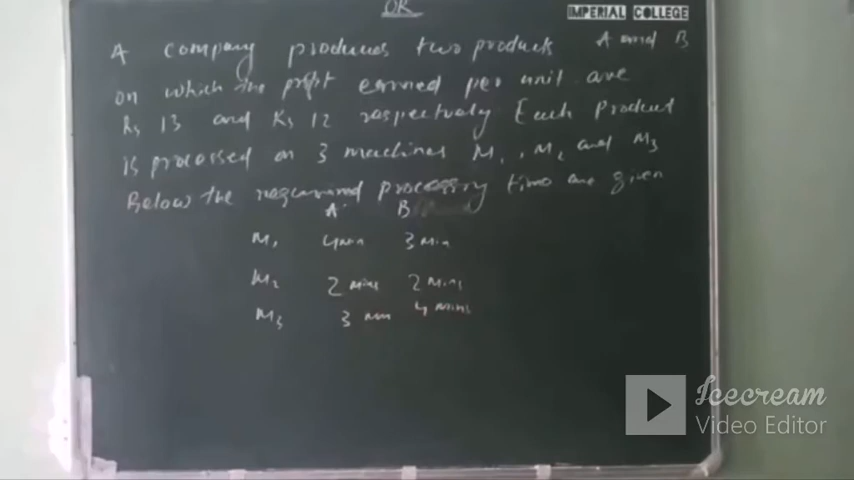 OR
IMPERIAL COLLEGE
A company produces two products A and B
on which the profit earned per unit are
Rs 13 and Rs 12 respectively Each Product
is processed on 3 machines M1, M2 and M3
Below the required processing time are given
A B
M1 4min 3 min
M2 2 mins 2 mins
M3 3 min 4 mins
Icecream
Video Editor